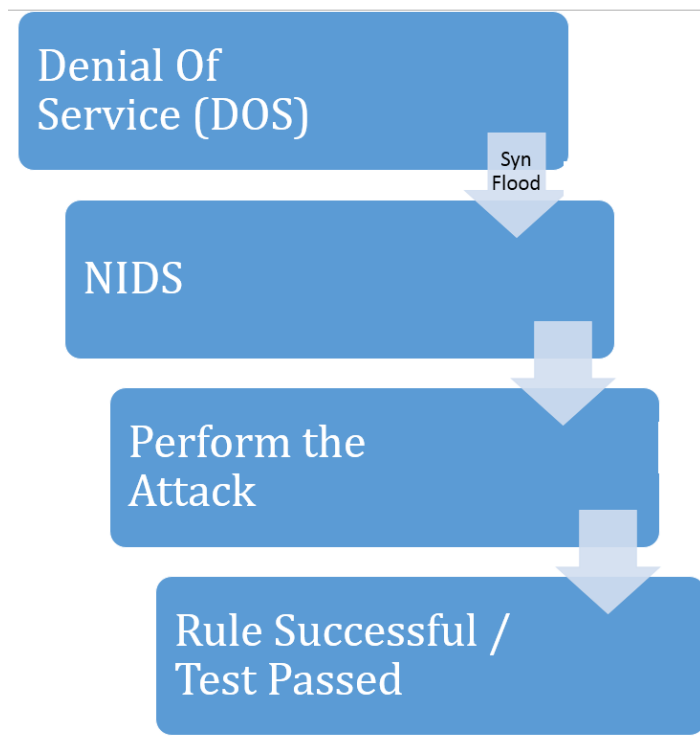 Denial Of
Service (DOS)
Syn
Flood
NIDS
Perform the
Attack
Rule Successful /
Test Passed